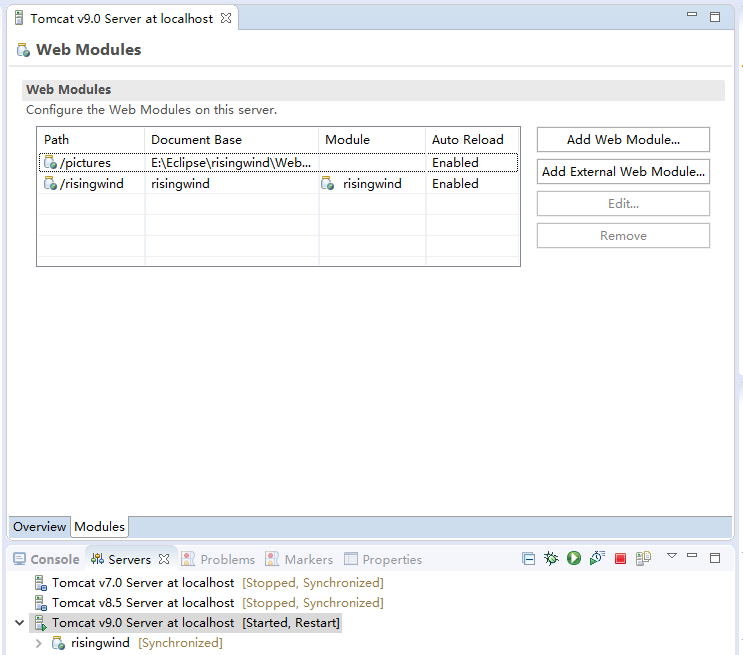 Tomcat v9.0 Server at localhost
Web Modules
Web Modules
Configure the Web Modules on this server.
Path Document Base Module Auto Reload
/pictures E:\Eclipse\risingwind\Web... Enabled
/risingwind risingwind risingwind Enabled
Add Web Module...
Add External Web Module...
Edit...
Remove
Overview Modules
Console Servers Problems Markers Properties
Tomcat v7.0 Server at localhost [Stopped, Synchronized]
Tomcat v8.5 Server at localhost [Stopped, Synchronized]
Tomcat v9.0 Server at localhost [Started, Restart]
risingwind [Synchronized]